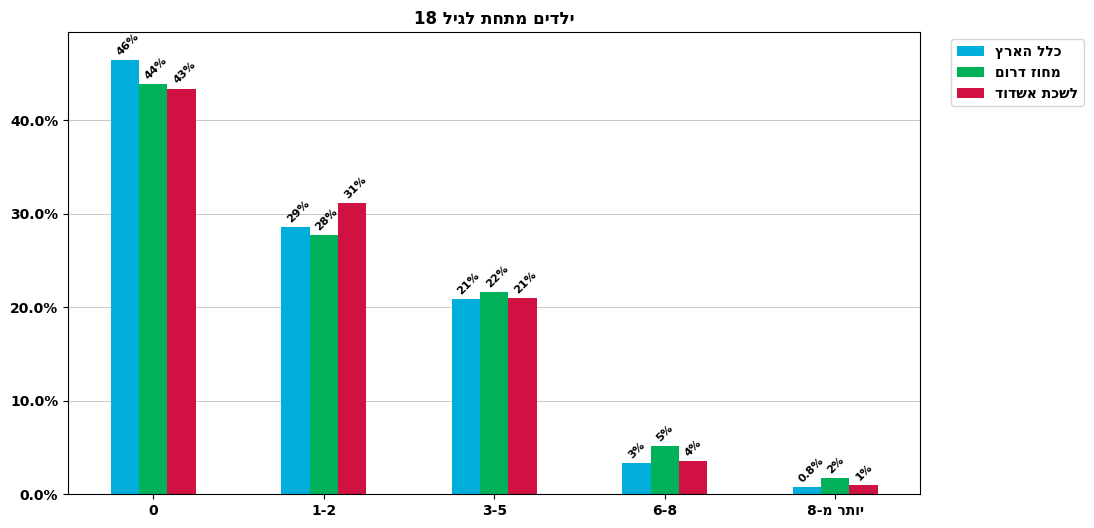 ילדים מתחת לגיל 18
כלל הארץ
מחוז דרום
לשכת אשדוד
40.0%
30.0%
20.0%
10.0%
0.0%
46% 44% 43%
29% 28% 31%
21% 22% 21%
3% 5% 4%
0.8% 2% 1%
0 1-2 3-5 6-8 יותר מ-8